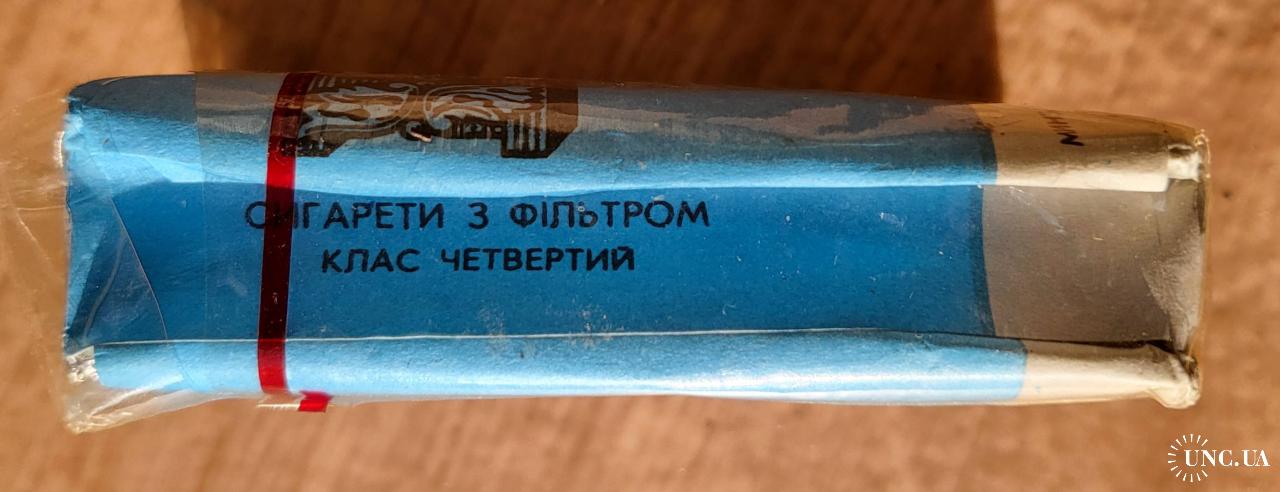 СИГАРЕТИ З ФІЛЬТРОМ
КЛАС ЧЕТВЕРТИЙ
UNC.UA